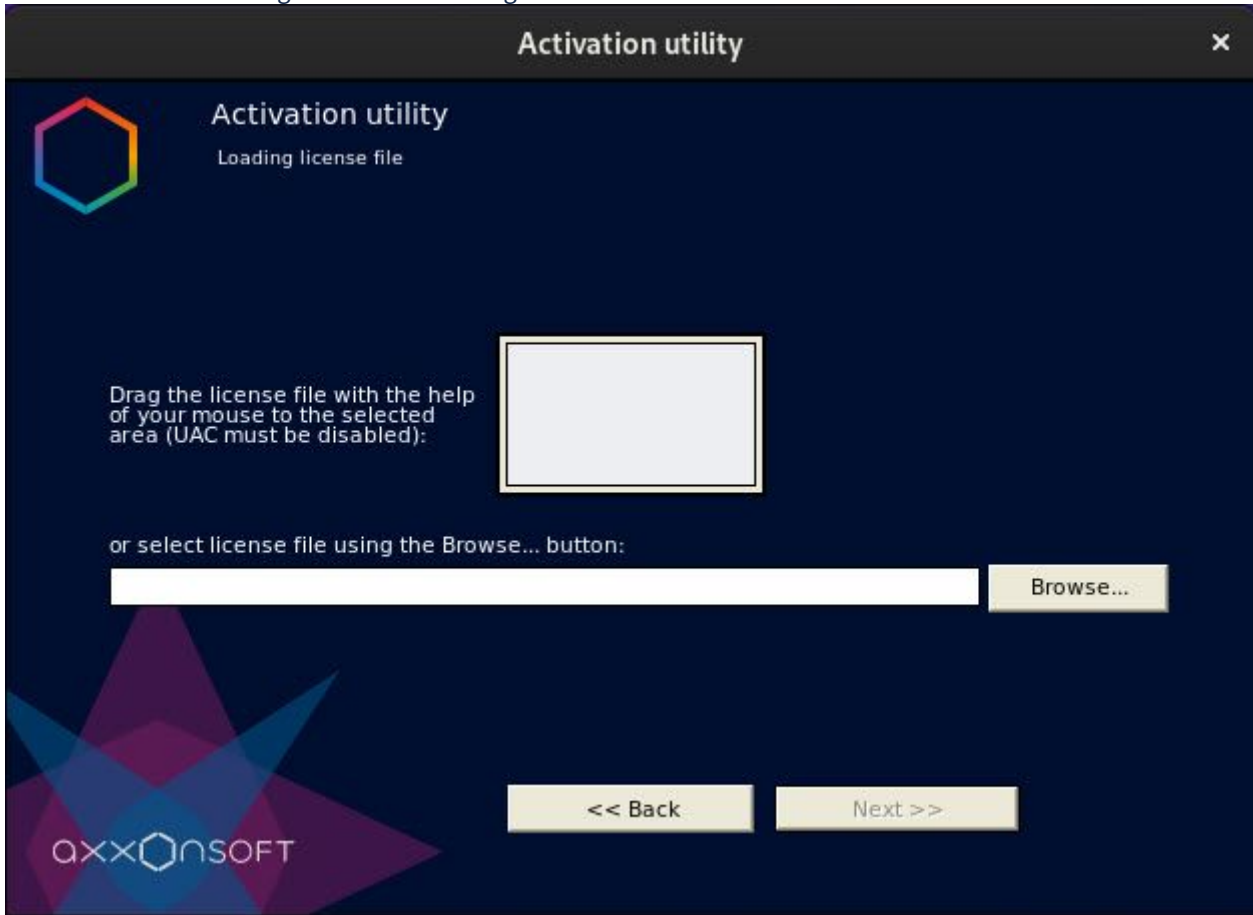 Activation utility
×
Activation utility
Loading license file
Drag the license file with the help
of your mouse to the selected
area (UAC must be disabled):
or select license file using the Browse... button:
Browse...
<< Back
Next >>
axxonsoft